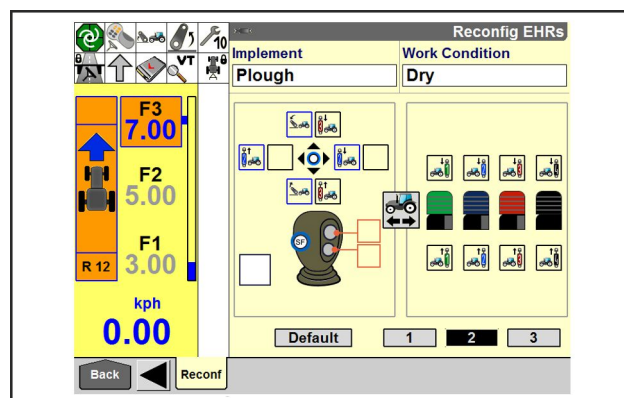 10
Reconfig EHRs
VT
Implement
Work Condition
Plough
Dry
F3
7.00
F2
5.00
F1
R 12
3.00
SF
kph
0.00
Default
1
2
3
Back
Reconf